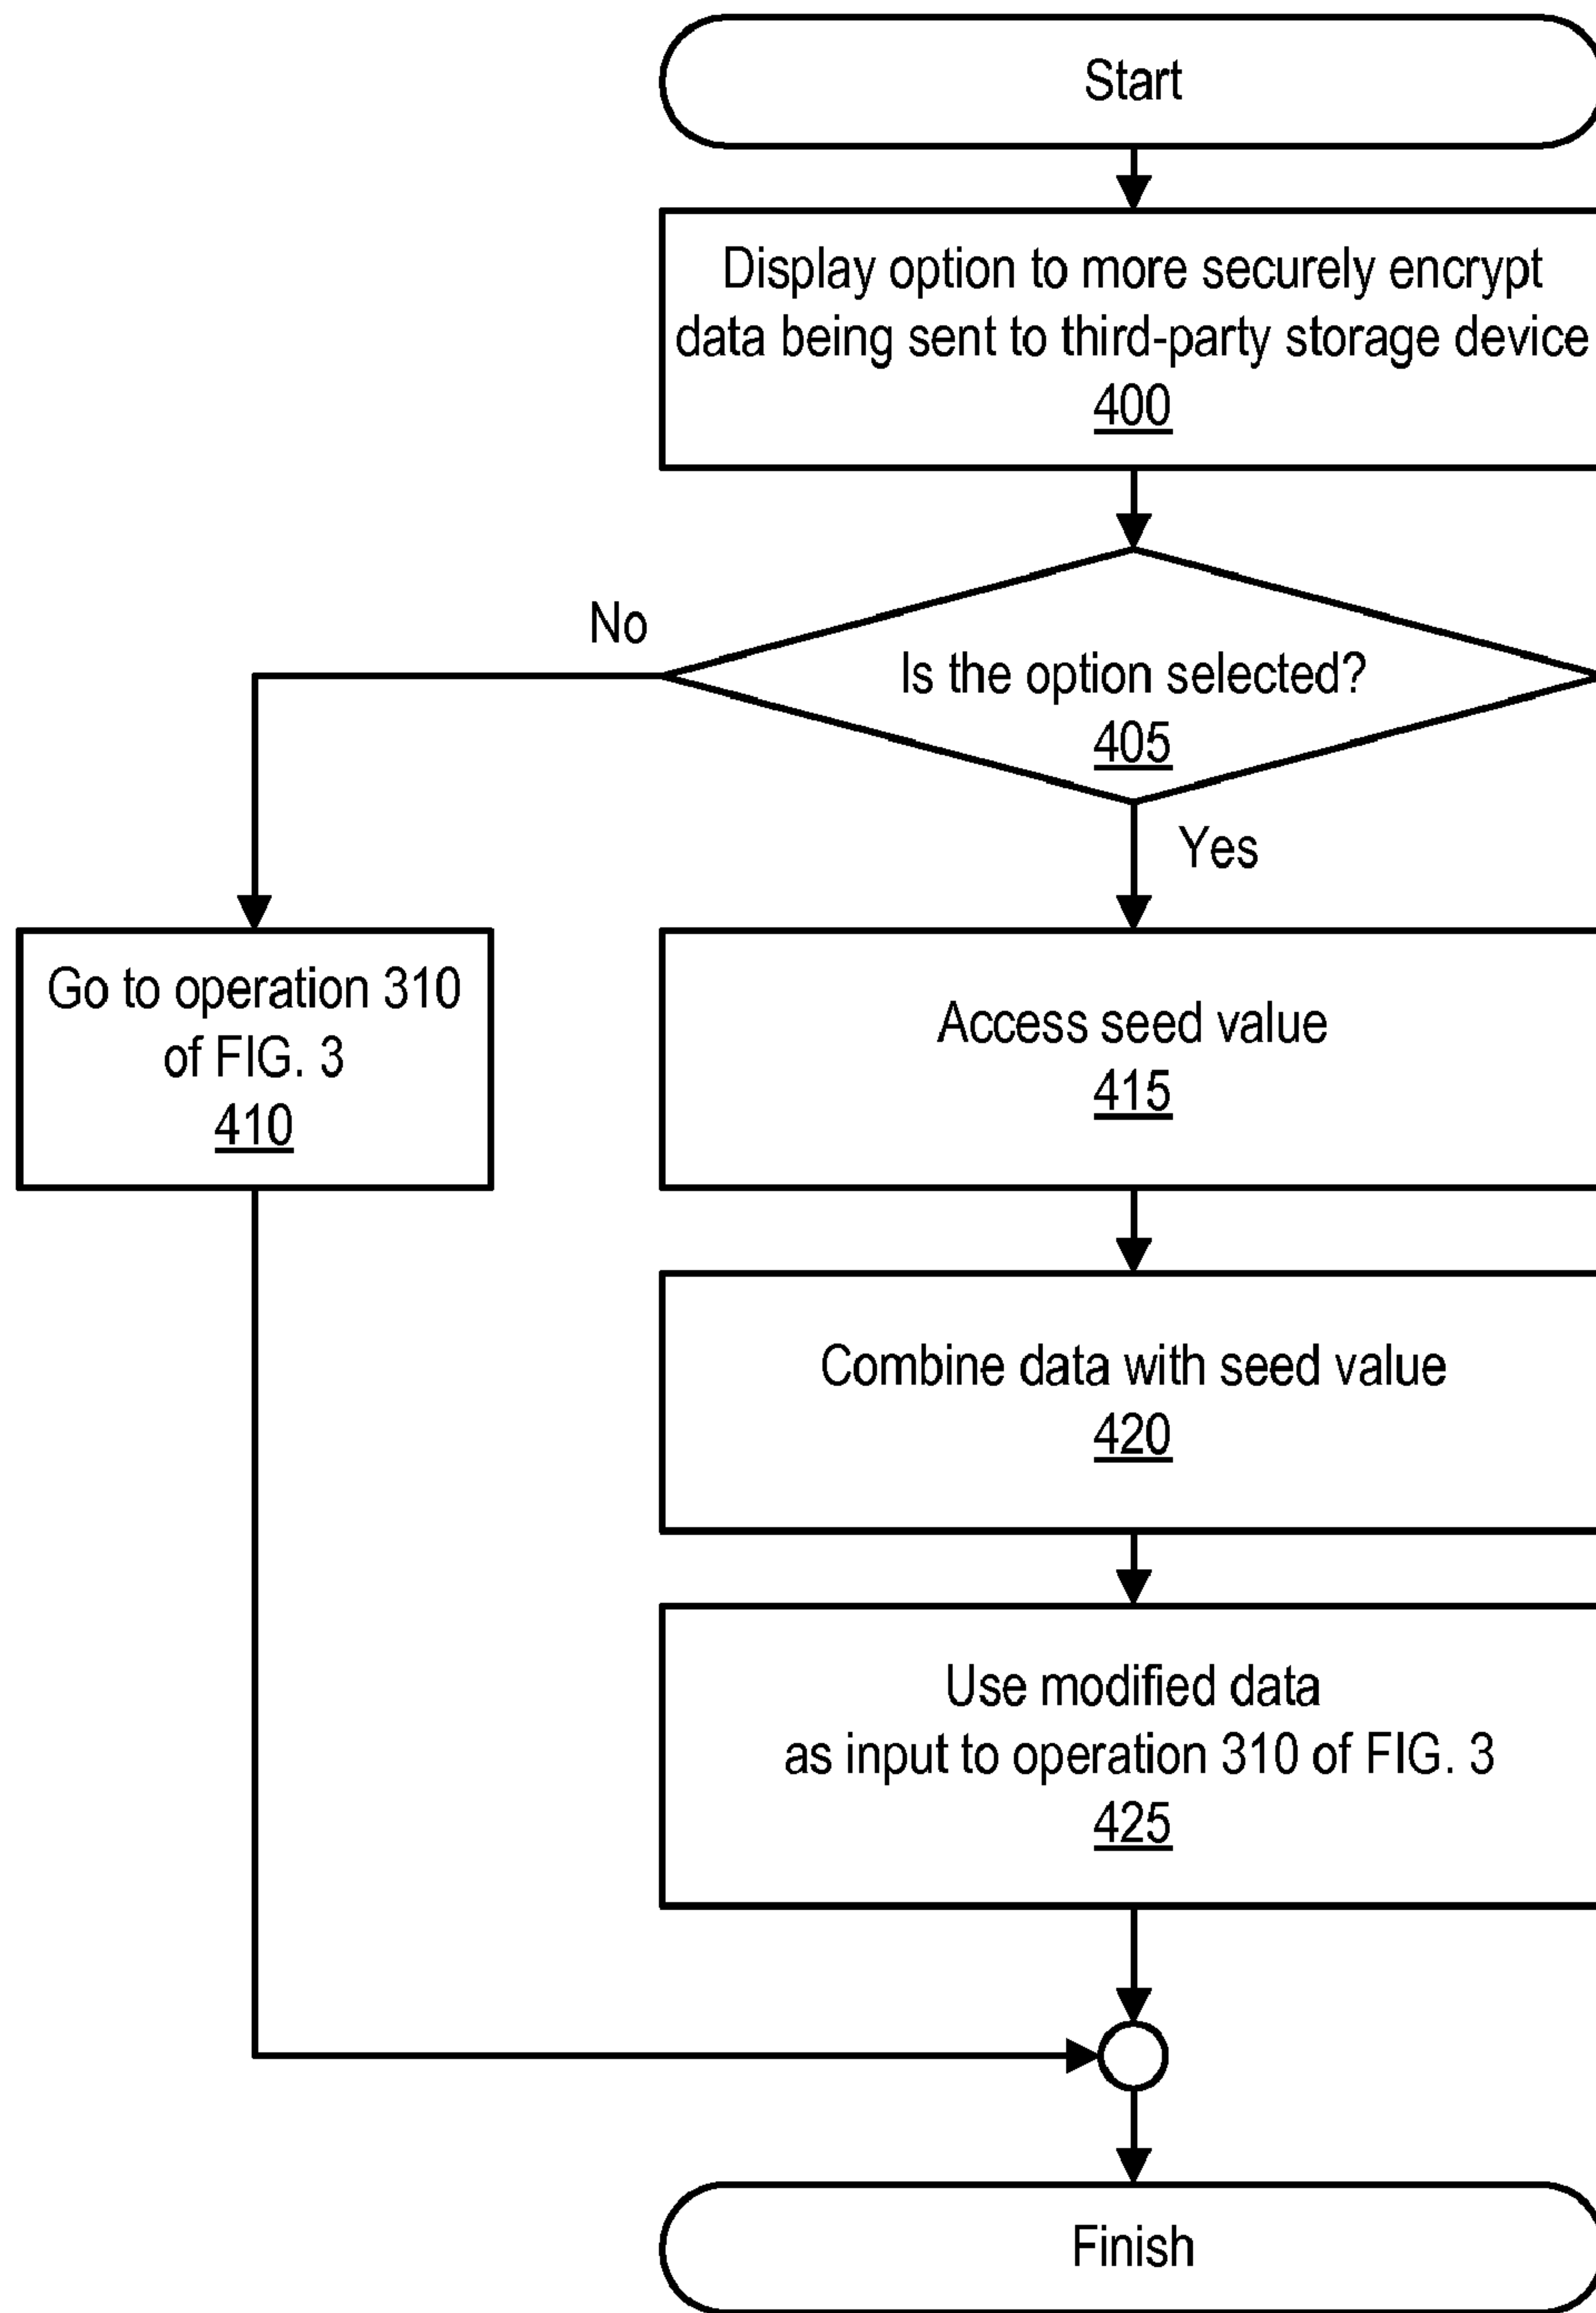 Start
Display option to more securely encrypt
data being sent to third-party storage device
400
No
Is the option selected?
405
Yes
Go to operation 310
of FIG. 3
410
Access seed value
415
Combine data with seed value
420
Use modified data
as input to operation 310 of FIG. 3
425
Finish